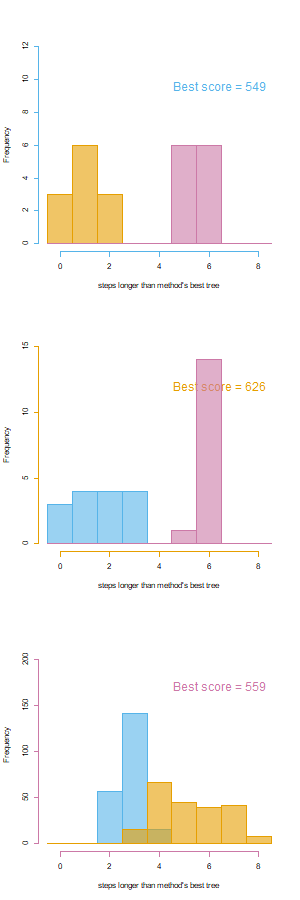 12
10
8
6
4
2
0
Frequency
Best score = 549
0 2 4 6 8
steps longer than method's best tree
15
10
5
0
Frequency
Best score = 626
0 2 4 6 8
steps longer than method's best tree
200
150
100
50
0
Frequency
Best score = 559
0 2 4 6 8
steps longer than method's best tree